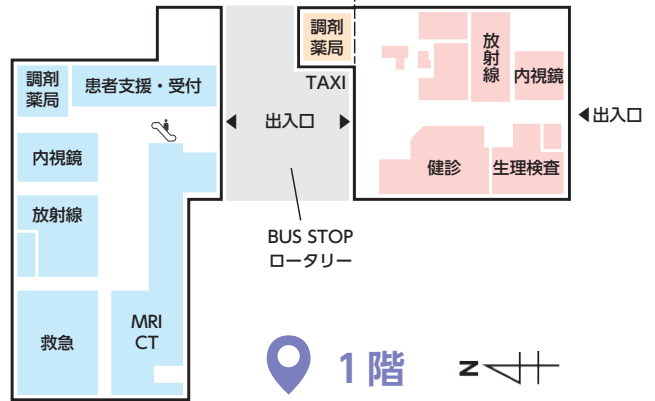 調剤
薬局
患者支援・受付
内視鏡
放射線
救急
MRI
CT
調剤
薬局
TAXI
出入口
BUS STOP
ロータリー
放射線
内視鏡
出入口
健診
生理検査
1階
N